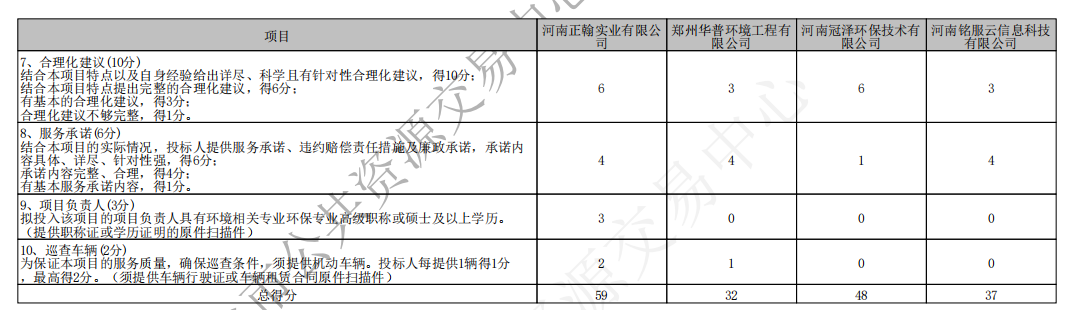 项目
河南正翰实业有限公
司
郑州华普环境工程有
限公司
河南冠泽环保技术有
限公司
河南铭服云信息科技
有限公司
7、合理化建议(10分)
结合本项目特点以及自身经验给出详尽、科学且有针对性合理化建议，得10分；
结合本项目特点提出完整的合理化建议，得6分；
有基本的合理化建议，得3分；
合理化建议不够完整，得1分。
6
3
6
3
8、服务承诺(6分)
结合本项目的实际情况，投标人提供服务承诺、违约赔偿责任措施及廉政承诺，承诺内
容具体、详尽、针对性强，得6分；
承诺内容完整、合理，得4分；
有基本服务承诺内容，得1分。
4
4
1
4
9、项目负责人(3分)
拟投入该项目的项目负责人具有环境相关专业环保专业高级职称或硕士及以上学历。
（提供职称证或学历证明的原件扫描件）
3
0
0
0
10、巡查车辆(2分)
为保证本项目的服务质量，确保巡查条件，须提供机动车辆。投标人每提供1辆得1分
，最高得2分。（须提供车辆行驶证或车辆租赁合同原件扫描件）
2
1
0
0
总得分
59
32
48
37
市公共资源交易中心
源交易中心